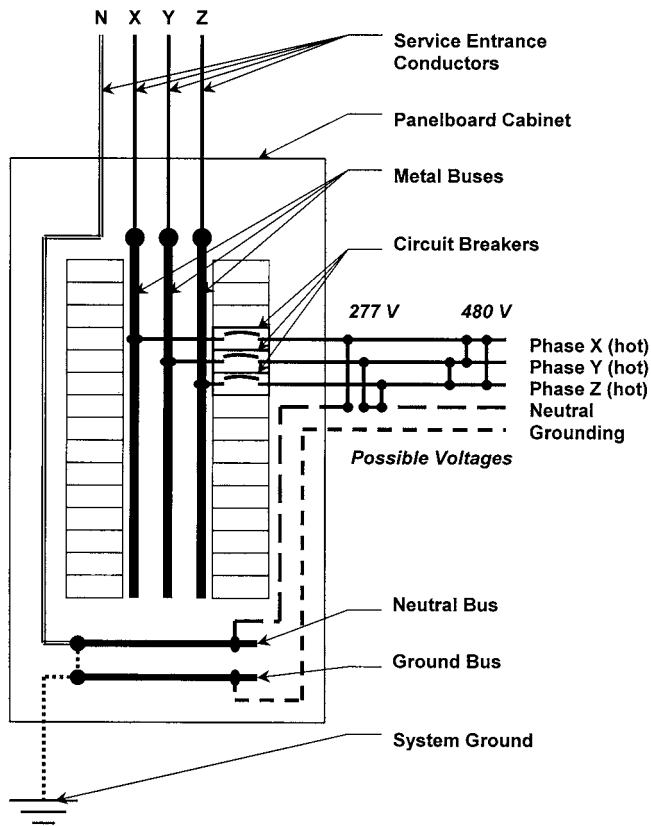 N X Y Z
Service Entrance
Conductors
Panelboard Cabinet
Metal Buses
Circuit Breakers
277 V 480 V
Phase X (hot)
Phase Y (hot)
Phase Z (hot)
Neutral
Grounding
Possible Voltages
Neutral Bus
Ground Bus
System Ground